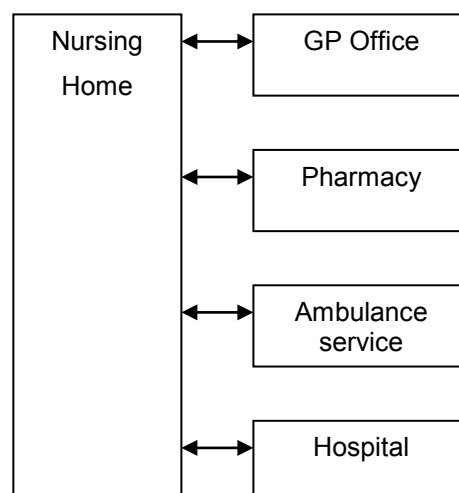 Nursing
Home
GP Office
Pharmacy
Ambulance
service
Hospital